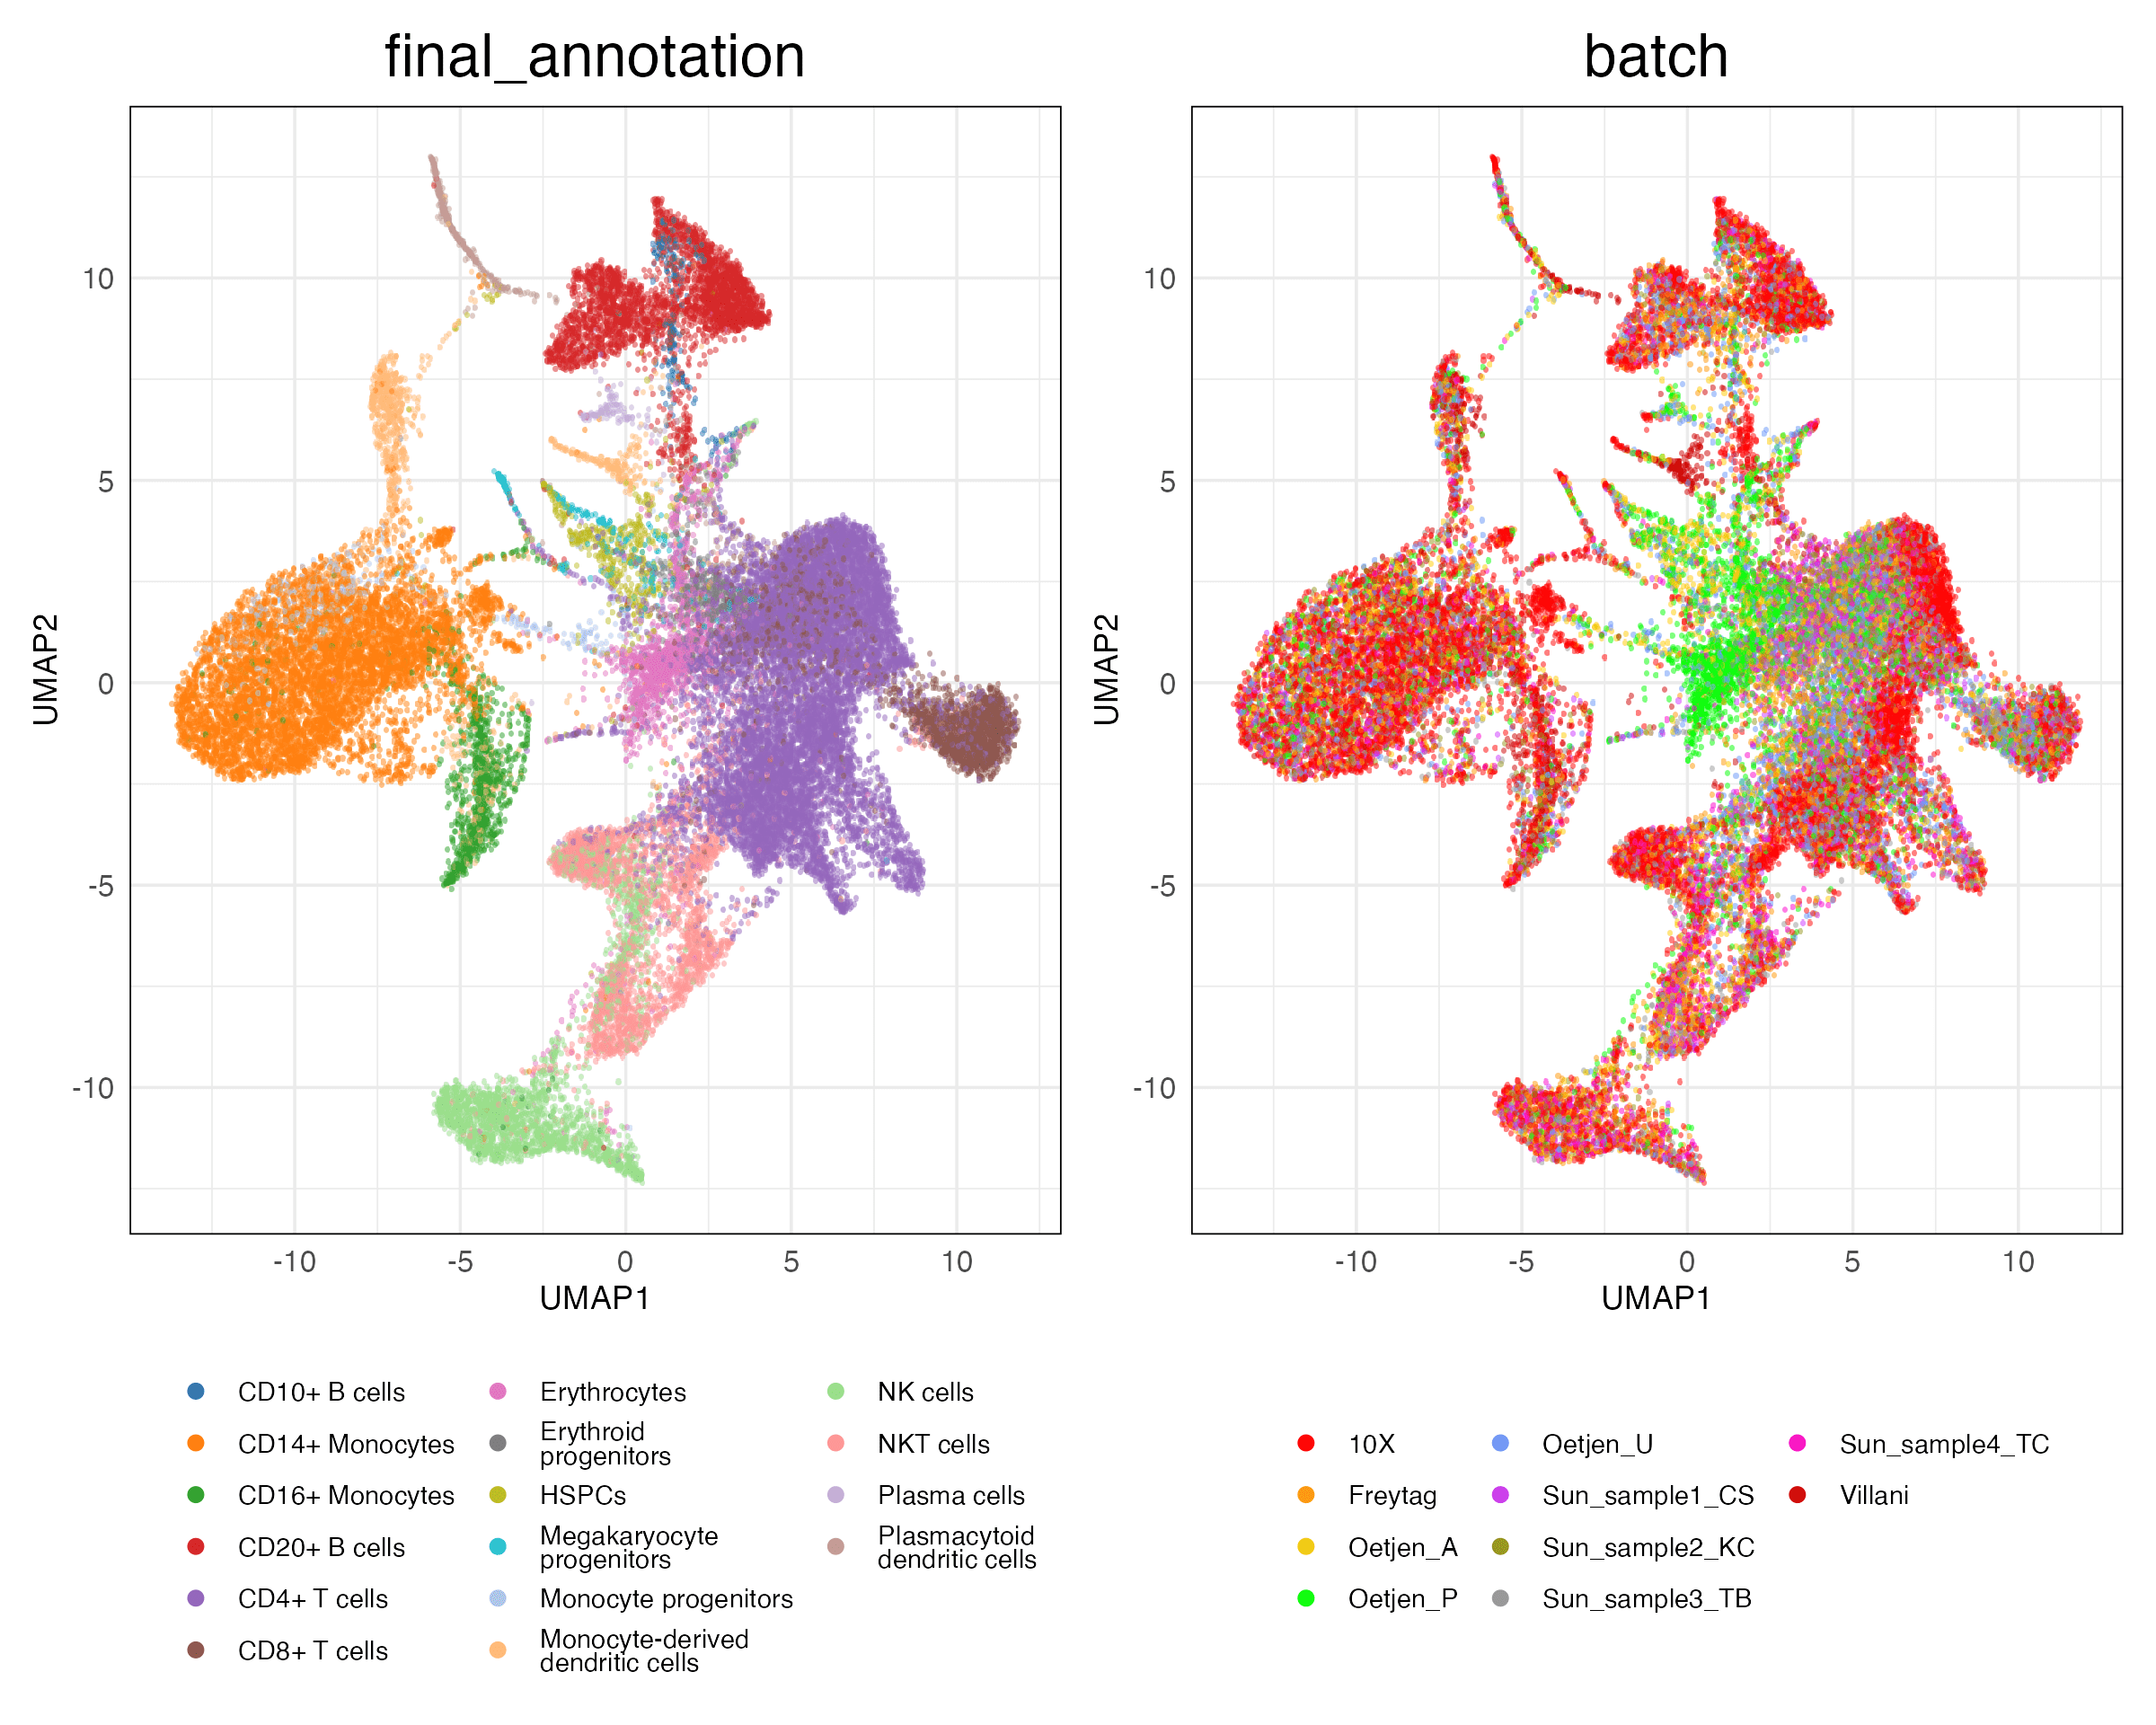 final_annotation
batch
10
5
0
-5
-10
UMAP2
-10
-5
0
5
10
UMAP1
10
5
0
-5
-10
UMAP2
-10
-5
0
5
10
UMAP1
CD10+ B cells
CD14+ Monocytes
CD16+ Monocytes
CD20+ B cells
CD4+ T cells
CD8+ T cells
Erythrocytes
Erythroid
progenitors
HSPCs
Megakaryocyte
progenitors
Monocyte progenitors
Monocyte-derived
dendritic cells
NK cells
NKT cells
Plasma cells
Plasmacytoid
dendritic cells
10X
Freytag
Oetjen_A
Oetjen_P
Oetjen_U
Sun_sample1_CS
Sun_sample2_KC
Sun_sample3_TB
Sun_sample4_TC
Villani